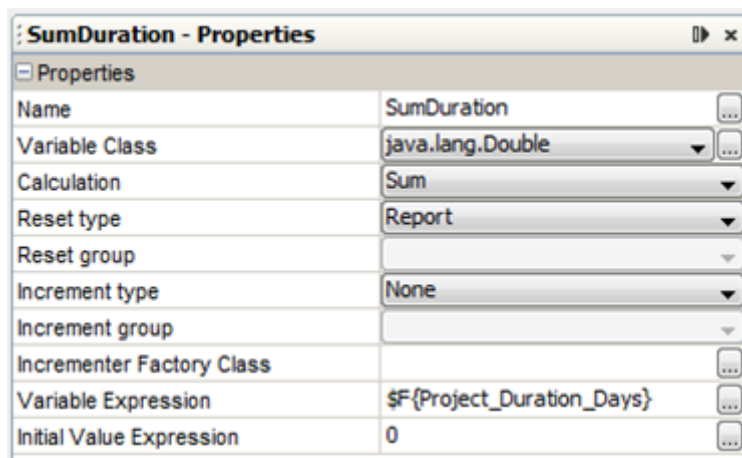 SumDuration - Properties
Properties
Name SumDuration ...
Variable Class java.lang.Double ...
Calculation Sum
Reset type Report
Reset group
Increment type None
Increment group
Incrementer Factory Class ...
Variable Expression $F{Project_Duration_Days} ...
Initial Value Expression 0 ...